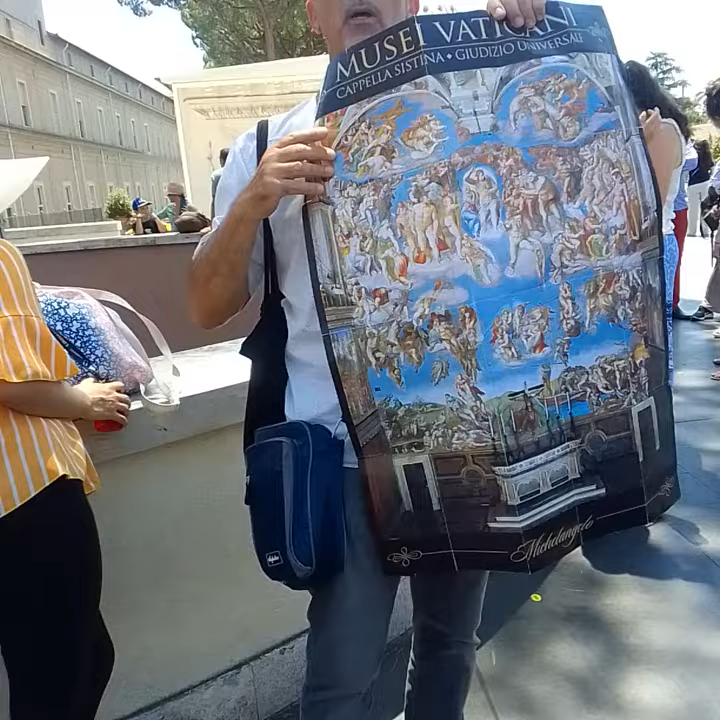 MUSEI VATICANI
CAPPELLA SISTINA • GIUDIZIO UNIVERSALE
Michelangelo